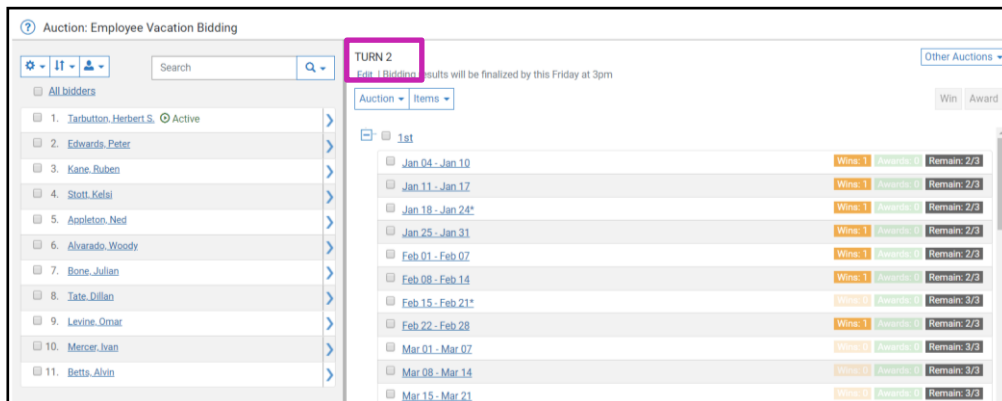 Auction: Employee Vacation Bidding
Search
All bidders
1. Tarbutton, Herbert S. Active
2. Edwards, Peter
3. Kane, Ruben
4. Stott, Kelsi
5. Appleton, Ned
6. Alvarado, Woody
7. Bone, Julian
8. Tate, Dillan
9. Levine, Omar
10. Mercer, Ivan
11. Betts, Alvin
TURN 2
Other Auctions
Edit | Bidding results will be finalized by this Friday at 3pm
Auction Items Win Award
1st
Jan 04 - Jan 10 Wins: 1 Awards: 0 Remain: 2/3
Jan 11 - Jan 17 Wins: 1 Awards: 0 Remain: 2/3
Jan 18 - Jan 24* Wins: 1 Awards: 0 Remain: 2/3
Jan 25 - Jan 31 Wins: 1 Awards: 0 Remain: 2/3
Feb 01 - Feb 07 Wins: 1 Awards: 0 Remain: 2/3
Feb 08 - Feb 14 Wins: 1 Awards: 0 Remain: 2/3
Feb 15 - Feb 21* Wins: 0 Awards: 0 Remain: 3/3
Feb 22 - Feb 28 Wins: 1 Awards: 0 Remain: 2/3
Mar 01 - Mar 07 Wins: 0 Awards: 0 Remain: 3/3
Mar 08 - Mar 14 Wins: 0 Awards: 0 Remain: 3/3
Mar 15 - Mar 21 Wins: 0 Awards: 0 Remain: 3/3